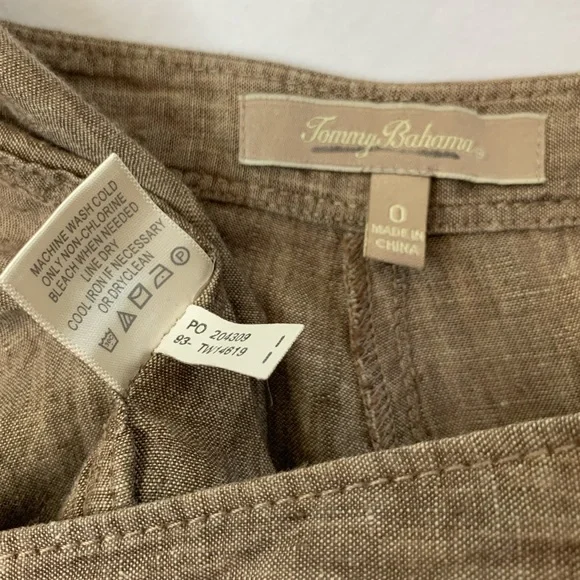 Tommy Bahama
0
MADE IN
CHINA
MACHINE WASH COLD
ONLY NON-CHLORINE
BLEACH WHEN NEEDED
LINE DRY
COOL IRON IF NECESSARY
OR DRYCLEAN
P
PO 204309
93- TW14619